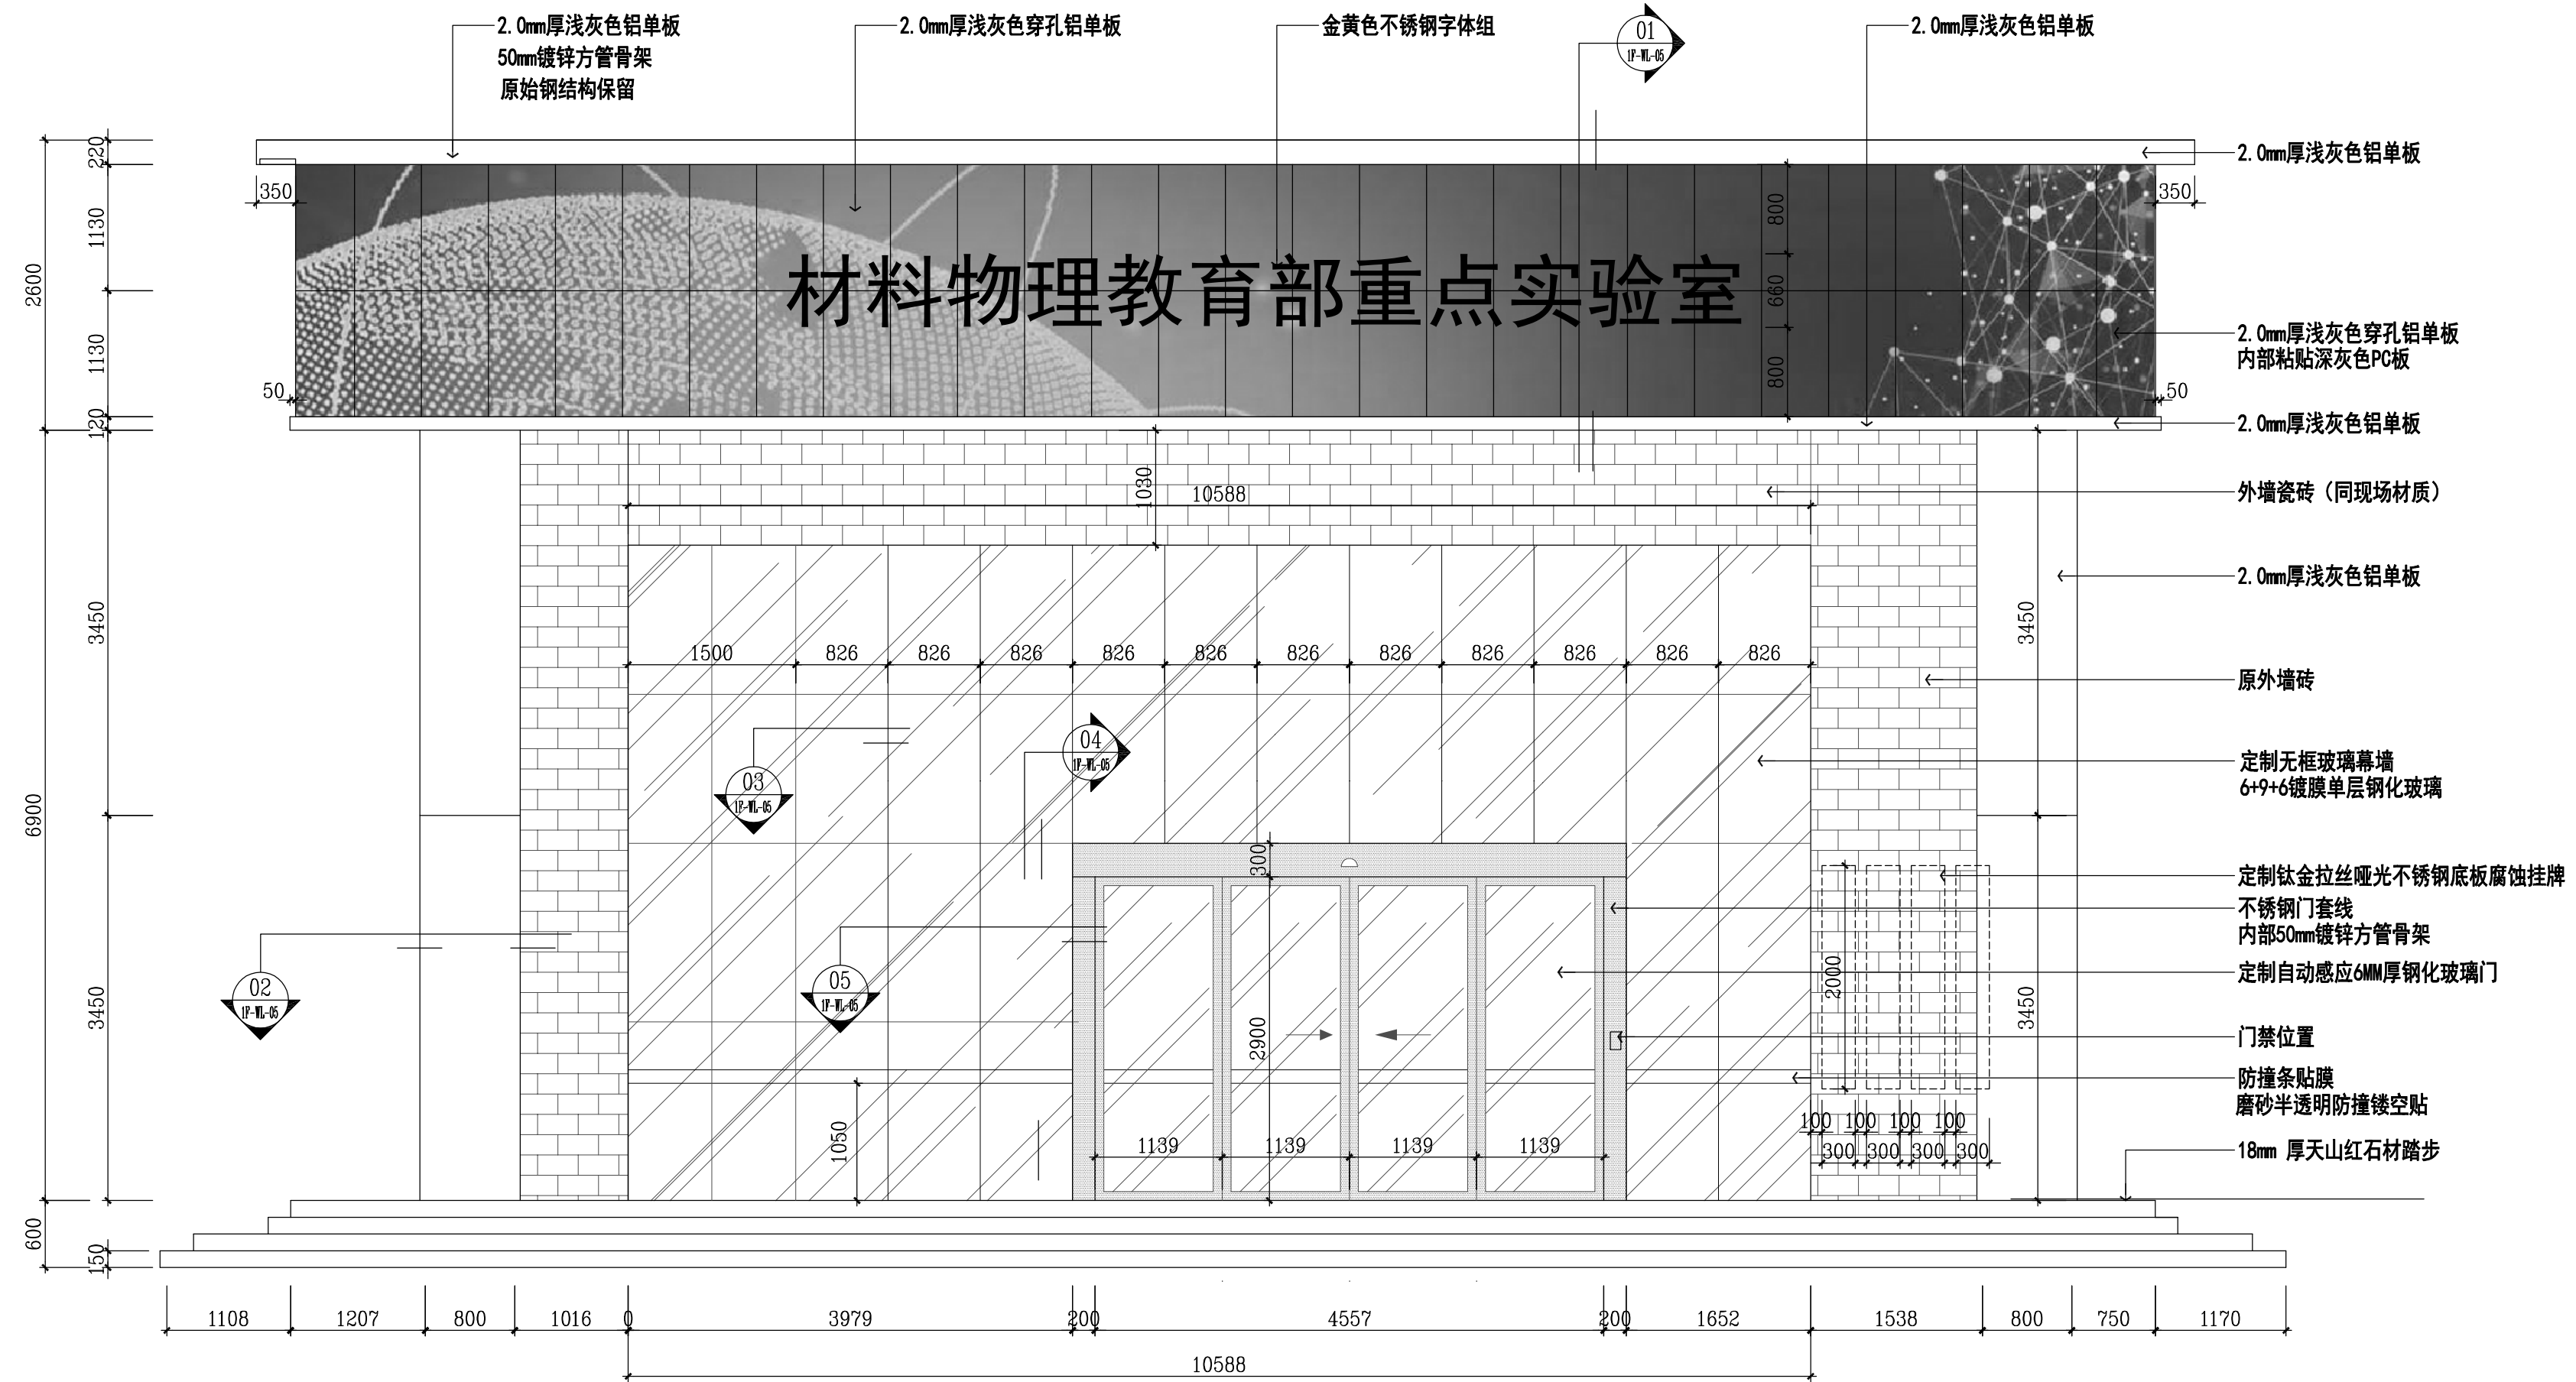 2.0mm厚浅灰色铝单板
50mm镀锌方管骨架
原始钢结构保留
2.0mm厚浅灰色穿孔铝单板
金黄色不锈钢字体组
01
1F-WL-05
2.0mm厚浅灰色铝单板
220
1130
1130
120
2600
350
50
材料物理教育部重点实验室
800
660
800
350
50
2.0mm厚浅灰色铝单板
2.0mm厚浅灰色穿孔铝单板
内部粘贴深灰色PC板
2.0mm厚浅灰色铝单板
外墙瓷砖（同现场材质）
2.0mm厚浅灰色铝单板
原外墙砖
定制无框玻璃幕墙
6+9+6镀膜单层钢化玻璃
定制钛金拉丝哑光不锈钢底板腐蚀挂牌
不锈钢门套线
内部50mm镀锌方管骨架
定制自动感应6MM厚钢化玻璃门
门禁位置
防撞条贴膜
磨砂半透明防撞镂空贴
18mm 厚天山红石材踏步
1030
10588
3450
3450
6900
600
150
1500 826 826 826 826 826 826 826 826 826 826 826
03
1F-WL-05
04
1F-WL-05
02
1F-WL-05
05
1F-WL-05
300
2900
1050
1139 1139 1139 1139
2000
100 100 100 100
300 300 300 300
3450
3450
1108 1207 800 1016 0 3979 200 4557 200 1652 1538 800 750 1170
10588